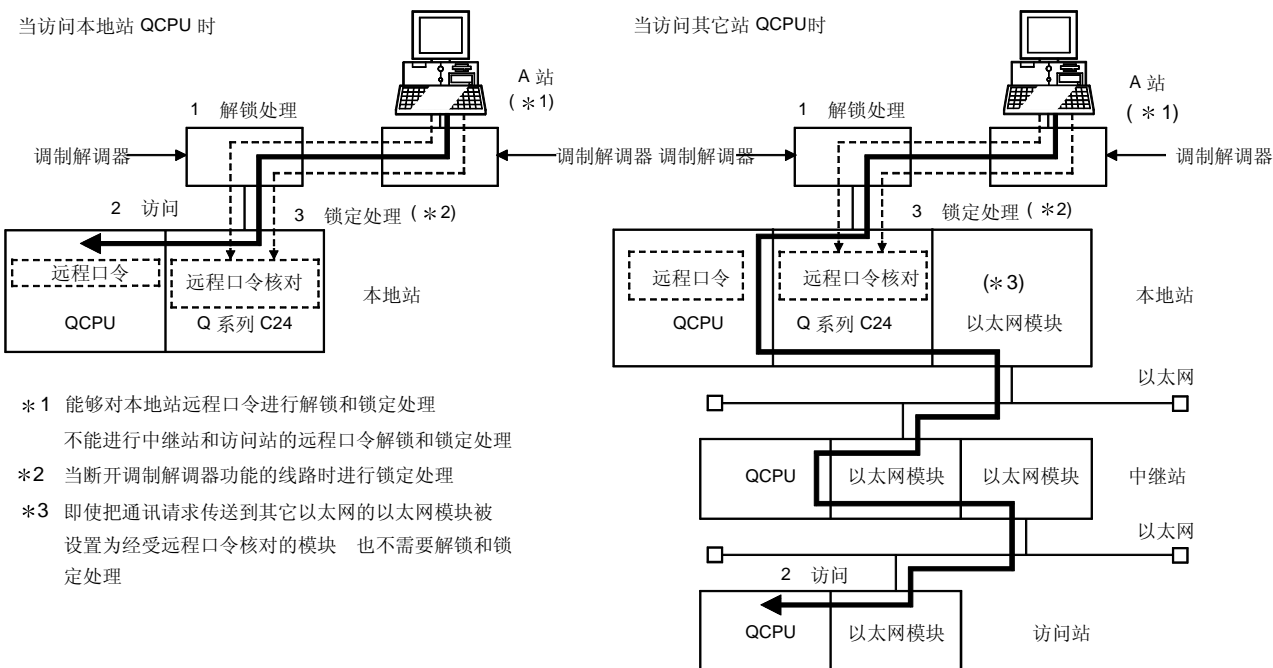 当访问本地站 QCPU 时
A 站
(＊1)
1 解锁处理
调制解调器
调制解调器
2 访问
3 锁定处理 (＊2)
远程口令
远程口令核对
本地站
QCPU
Q 系列 C24
＊1 能够对本地站远程口令进行解锁和锁定处理
不能进行中继站和访问站的远程口令解锁和锁定处理
＊2 当断开调制解调器功能的线路时进行锁定处理
＊3 即使把通讯请求传送到其它以太网的以太网模块被
设置为经受远程口令核对的模块 也不需要解锁和锁
定处理
当访问其它站 QCPU时
A 站
(＊1)
1 解锁处理
调制解调器
调制解调器
3 锁定处理 (＊2)
远程口令
远程口令核对
(＊3)
本地站
QCPU
Q 系列 C24
以太网模块
以太网
QCPU
以太网模块
以太网模块
中继站
以太网
2 访问
QCPU
以太网模块
访问站